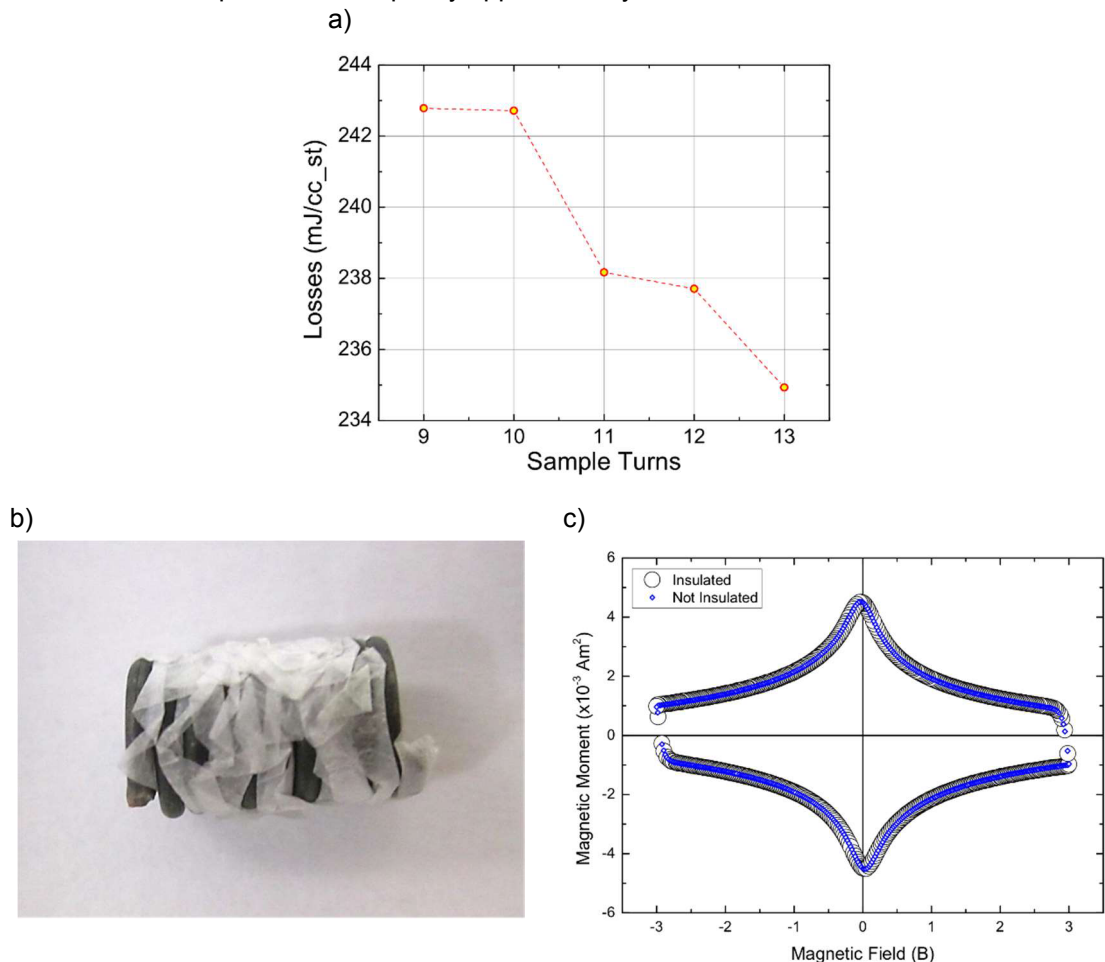 a)
244
242
240
238
236
234
Losses (mJ/cc_st)
9 10 11 12 13
Sample Turns
b)
c)
6
4
2
0
-2
-4
-6
Magnetic Moment (x10⁻³ Am²)
Insulated
Not Insulated
-3 -2 -1 0 1 2 3
Magnetic Field (B)